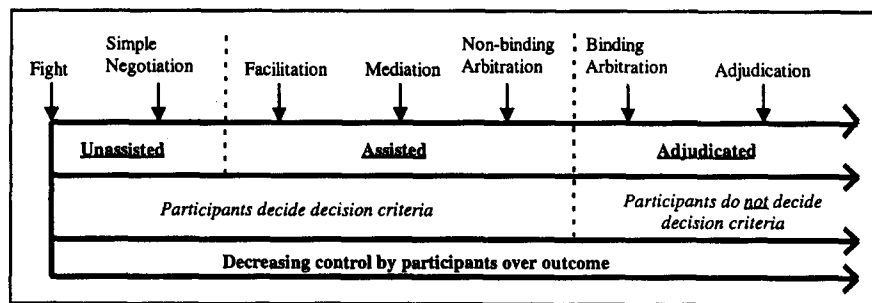 Fight
Simple
Negotiation
Facilitation
Mediation
Non-binding
Arbitration
Binding
Arbitration
Adjudication
Unassisted
Assisted
Adjudicated
Participants decide decision criteria
Participants do not decide
decision criteria
Decreasing control by participants over outcome